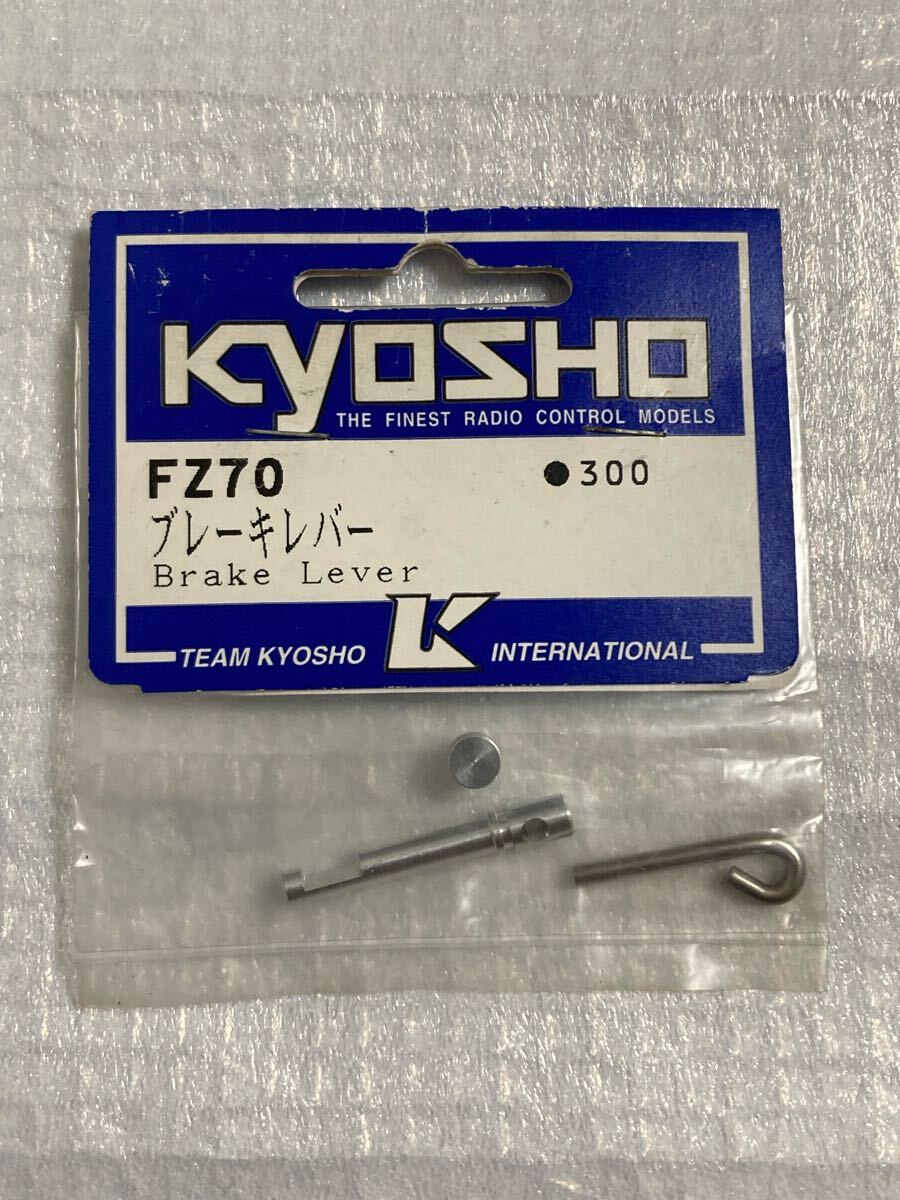 KYOSHO
THE FINEST RADIO CONTROL MODELS
FZ70 ●300
ブレーキレバー
Brake Lever
TEAM KYOSHO K INTERNATIONAL